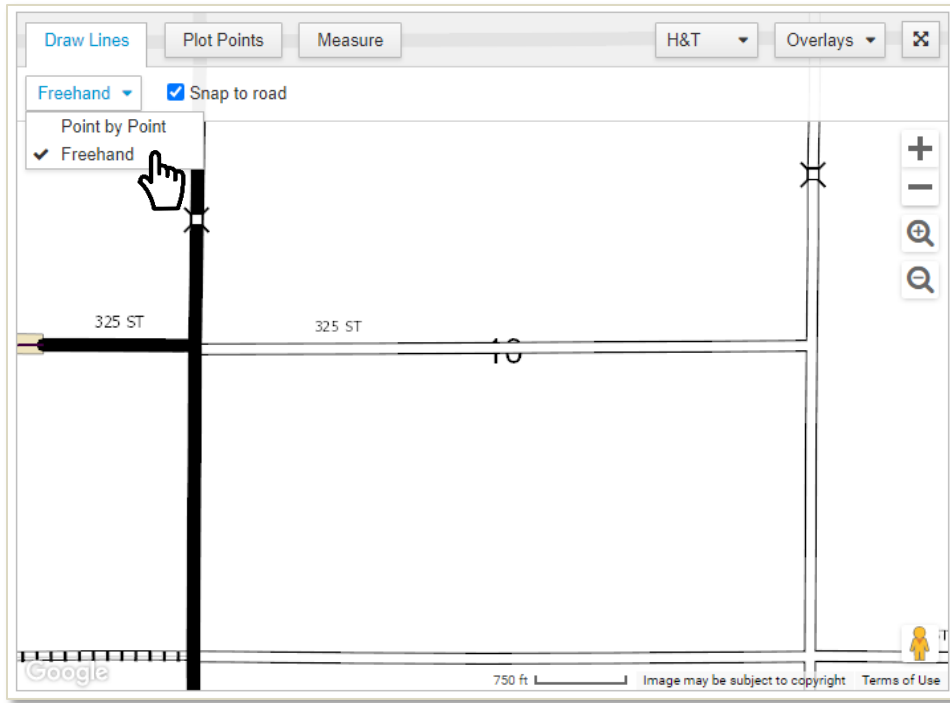 Draw Lines
Plot Points
Measure
H&T
Overlays
Freehand
Snap to road
Point by Point
Freehand
325 ST
325 ST
10
T
Google
750 ft
Image may be subject to copyright
Terms of Use